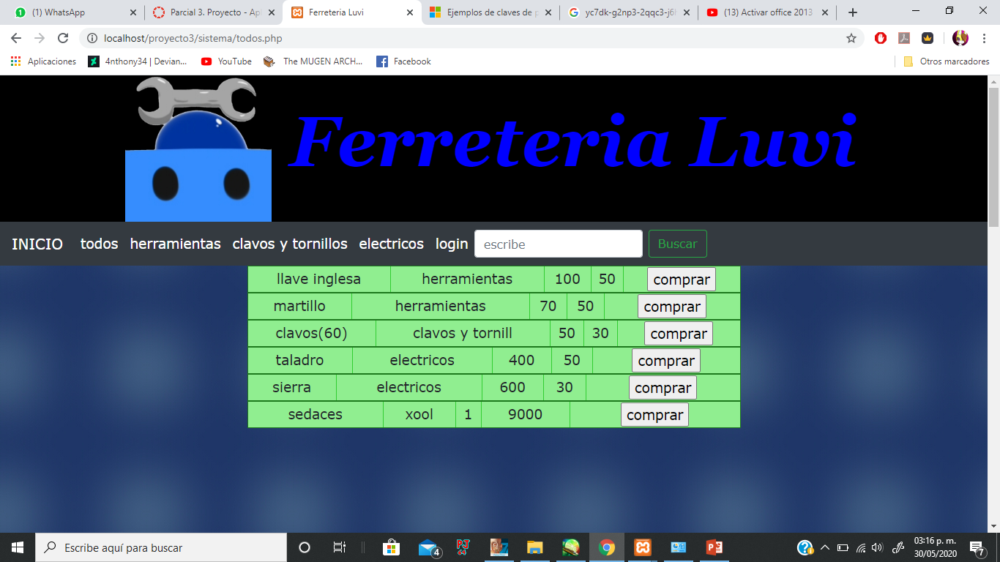 (1) WhatsApp
Parcial 3. Proyecto - Ap
Ferreteria Luvi
Ejemplos de claves de p
yc7dk-g2np3-2qqc3-j6
(13) Activar office 2013
localhost/proyecto3/sistema/todos.php
Aplicaciones
4nthony34 | Devian...
YouTube
The MUGEN ARCH...
Facebook
Otros marcadores
Ferreteria Luvi
INICIO todos herramientas clavos y tornillos electricos login escribe Buscar
llave inglesa herramientas 100 50 comprar
martillo herramientas 70 50 comprar
clavos(60) clavos y tornill 50 30 comprar
taladro electricos 400 50 comprar
sierra electricos 600 30 comprar
sedaces xool 1 9000 comprar
Escribe aquí para buscar
4
03:16 p. m.
30/05/2020
7